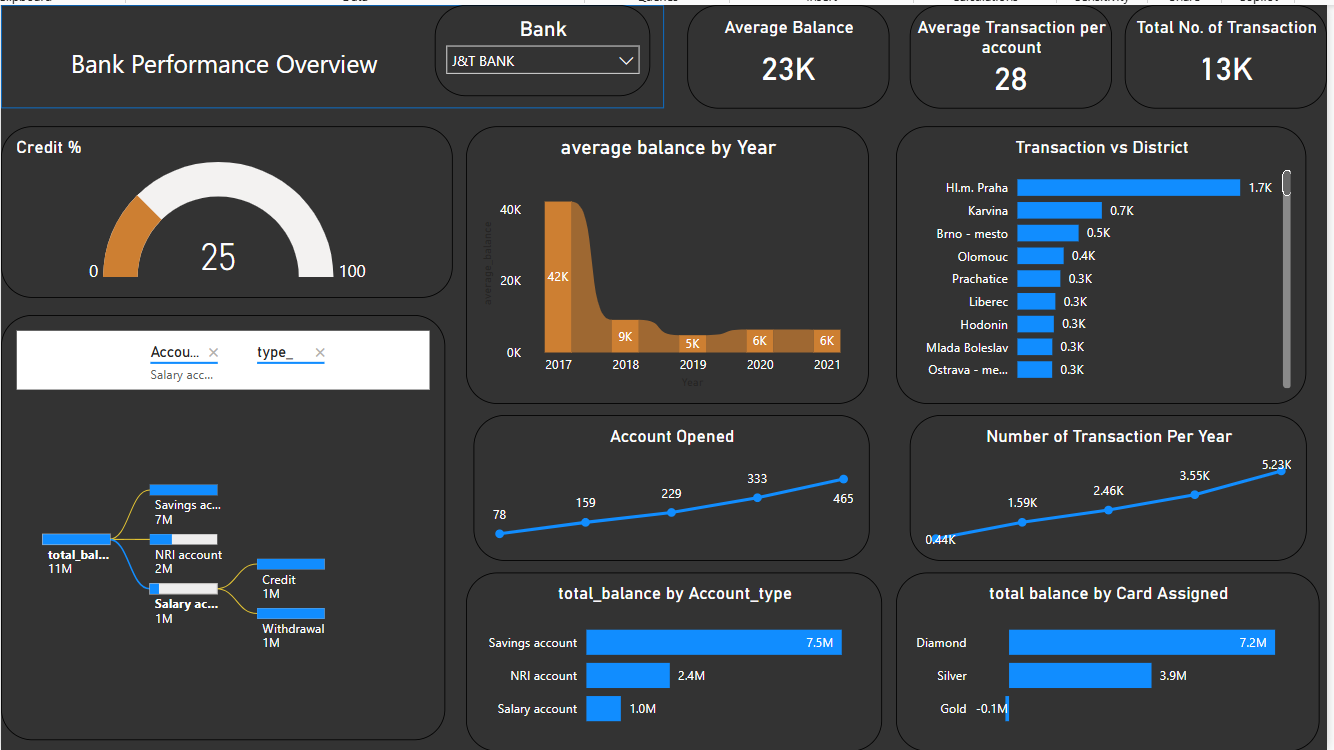 Bank Performance Overview
Bank
J&T BANK
Average Balance
23K
Average Transaction per
account
28
Total No. of Transaction
13K
Credit %
0
25
100
average balance by Year
average_balance
40K
20K
0K
42K
9K
5K
6K
6K
2017
2018
2019
2020
2021
Year
Transaction vs District
Hl.m. Praha 1.7K
Karvina 0.7K
Brno - mesto 0.5K
Olomouc 0.4K
Prachatice 0.3K
Liberec 0.3K
Hodonin 0.3K
Mlada Boleslav 0.3K
Ostrava - me... 0.3K
Accou...
Salary acc...
type_
total_bal...
11M
Savings ac...
7M
NRI account
2M
Salary ac...
1M
Credit
1M
Withdrawal
1M
Account Opened
78
159
229
333
465
Number of Transaction Per Year
0.44K
1.59K
2.46K
3.55K
5.23K
total_balance by Account_type
Savings account 7.5M
NRI account 2.4M
Salary account 1.0M
total balance by Card Assigned
Diamond 7.2M
Silver 3.9M
Gold -0.1M